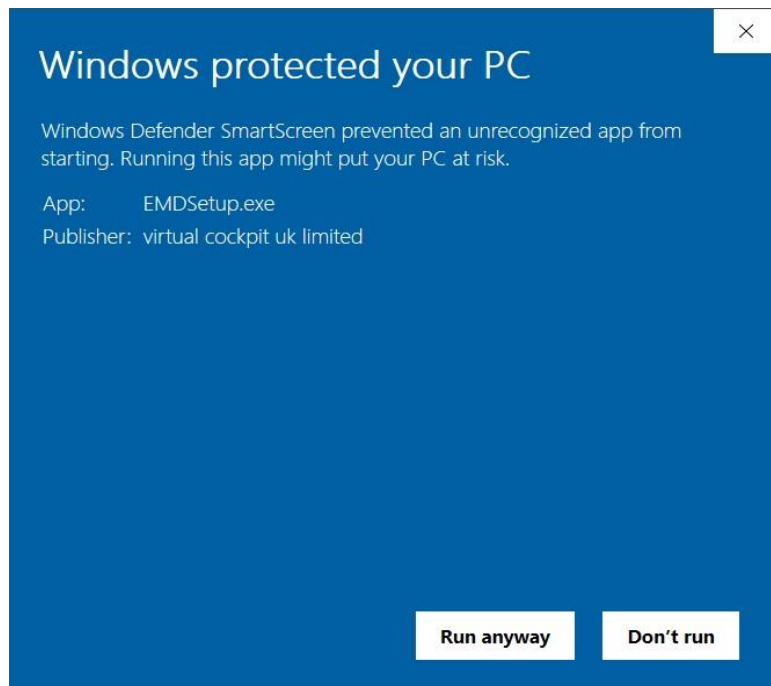 Windows protected your PC
Windows Defender SmartScreen prevented an unrecognized app from
starting. Running this app might put your PC at risk.
App: EMDSetup.exe
Publisher: virtual cockpit uk limited
Run anyway Don’t run